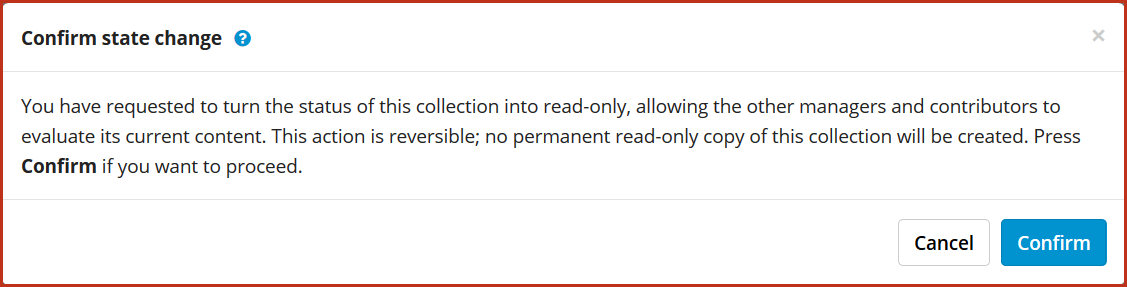 Confirm state change
You have requested to turn the status of this collection into read-only, allowing the other managers and contributors to
evaluate its current content. This action is reversible; no permanent read-only copy of this collection will be created. Press
Confirm if you want to proceed.
Cancel Confirm